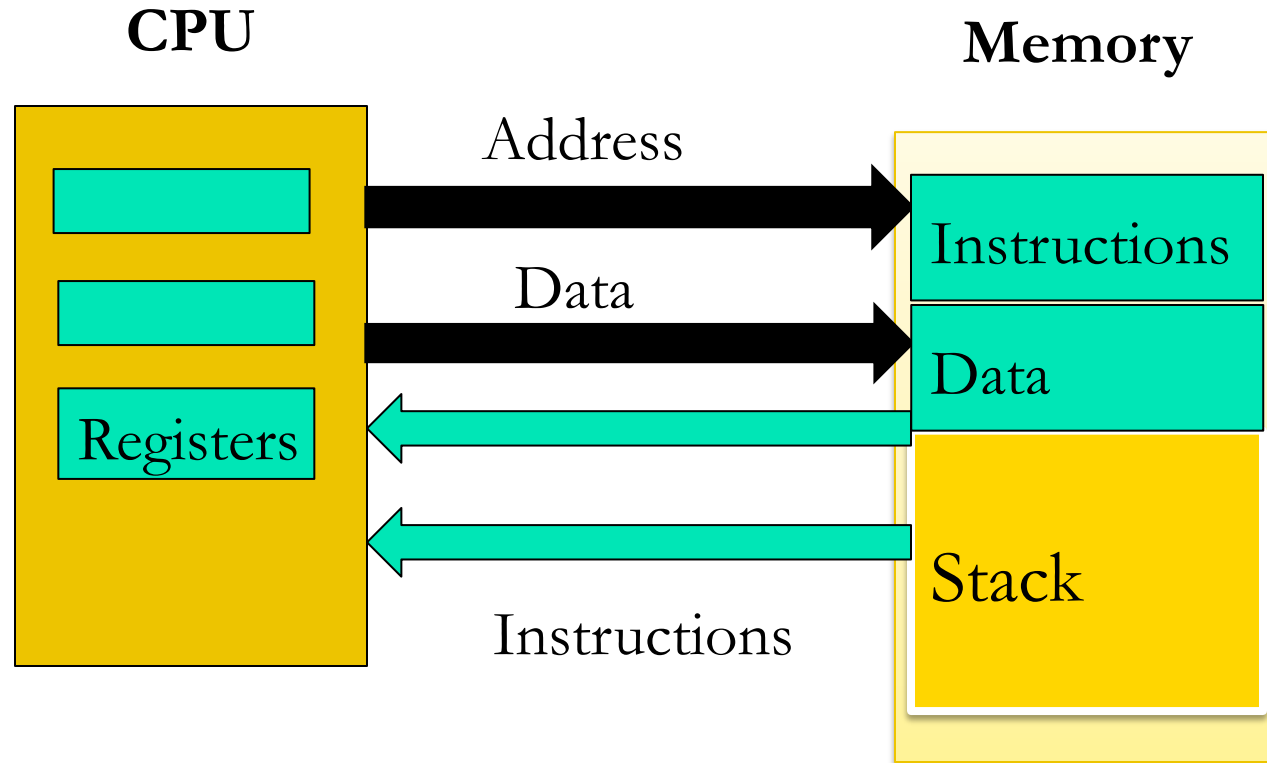 CPU
Memory
Address
Instructions
Data
Data
Registers
Stack
Instructions